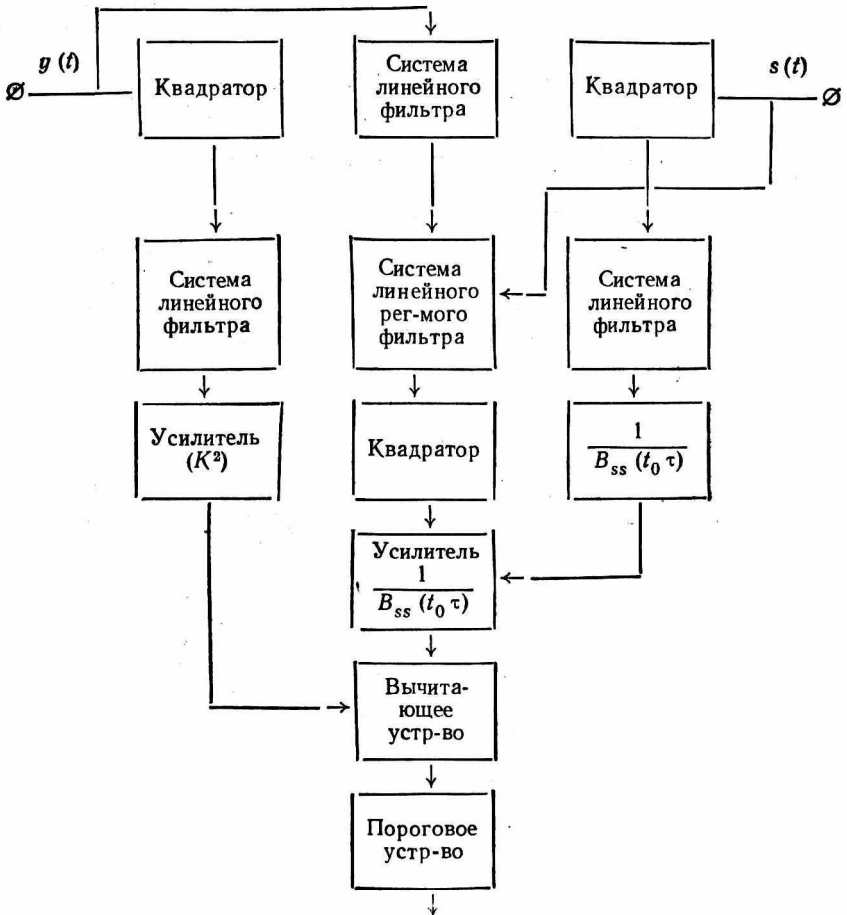 y (t)
Квадратор
Система
линейного
фильтра
Квадратор
s (t)
Система
линейного
фильтра
Система
линейного
рег-мого
фильтра
Система
линейного
фильтра
Усилитель
(K²)
Квадратор
1
B_ss (t_0 τ)
Усилитель
1
B_ss (t_0 τ)
Вычита-
ющее
устр-во
Пороговое
устр-во